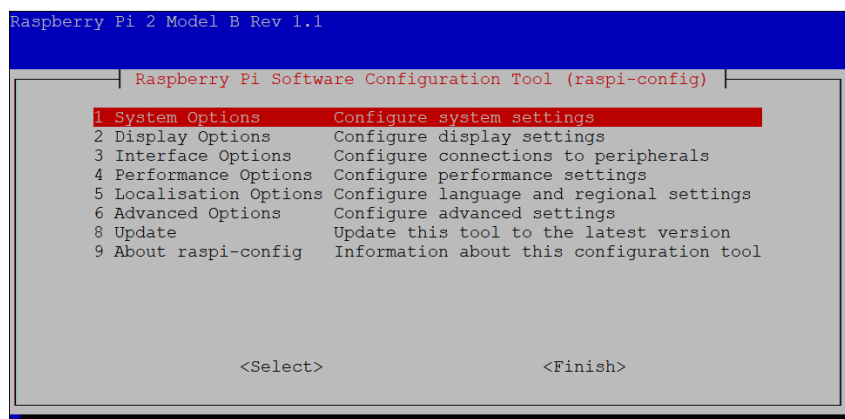 Raspberry Pi 2 Model B Rev 1.1
Raspberry Pi Software Configuration Tool (raspi-config)
1 System Options Configure system settings
2 Display Options Configure display settings
3 Interface Options Configure connections to peripherals
4 Performance Options Configure performance settings
5 Localisation Options Configure language and regional settings
6 Advanced Options Configure advanced settings
8 Update Update this tool to the latest version
9 About raspi-config Information about this configuration tool
<Select> <Finish>